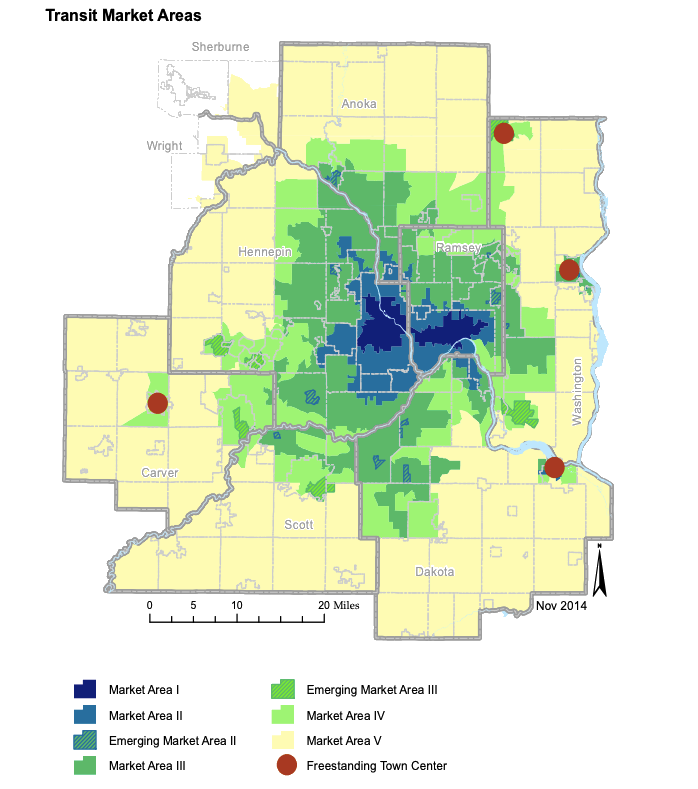 Transit Market Areas
Sherburne
Anoka
Wright
Hennepin
Ramsey
Washington
Carver
Scott
Dakota
N
0 5 10 20 Miles
Nov 2014
Market Area I
Market Area II
Emerging Market Area II
Market Area III
Emerging Market Area III
Market Area IV
Market Area V
Freestanding Town Center